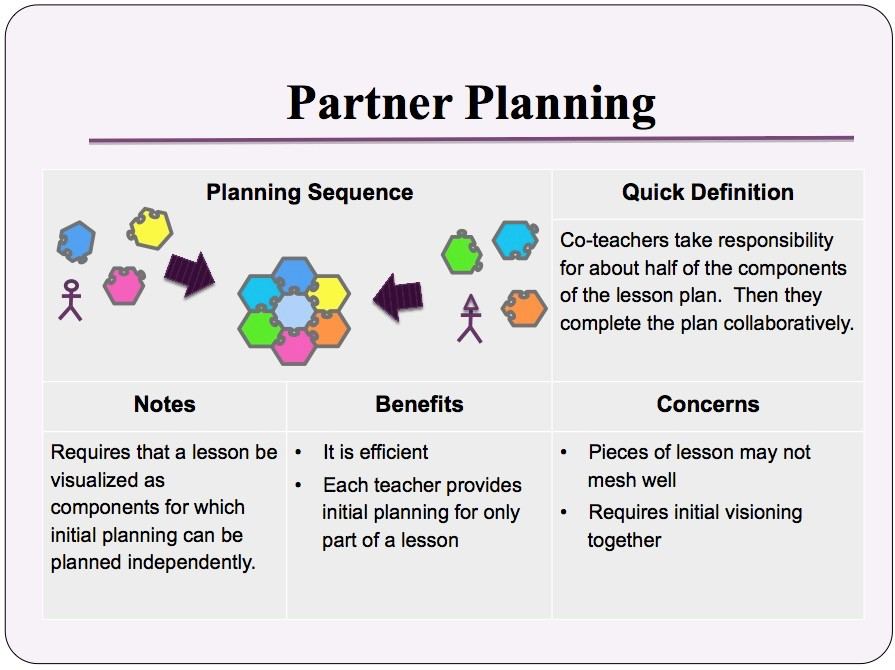 Partner Planning
Planning Sequence
Quick Definition
Co-teachers take responsibility
for about half of the components
of the lesson plan.  Then they
complete the plan collaboratively.
Notes
Benefits
Concerns
Requires that a lesson be
visualized as
components for which
initial planning can be
planned independently.
• It is efficient
• Each teacher provides
initial planning for only
part of a lesson
• Pieces of lesson may not
mesh well
• Requires initial visioning
together